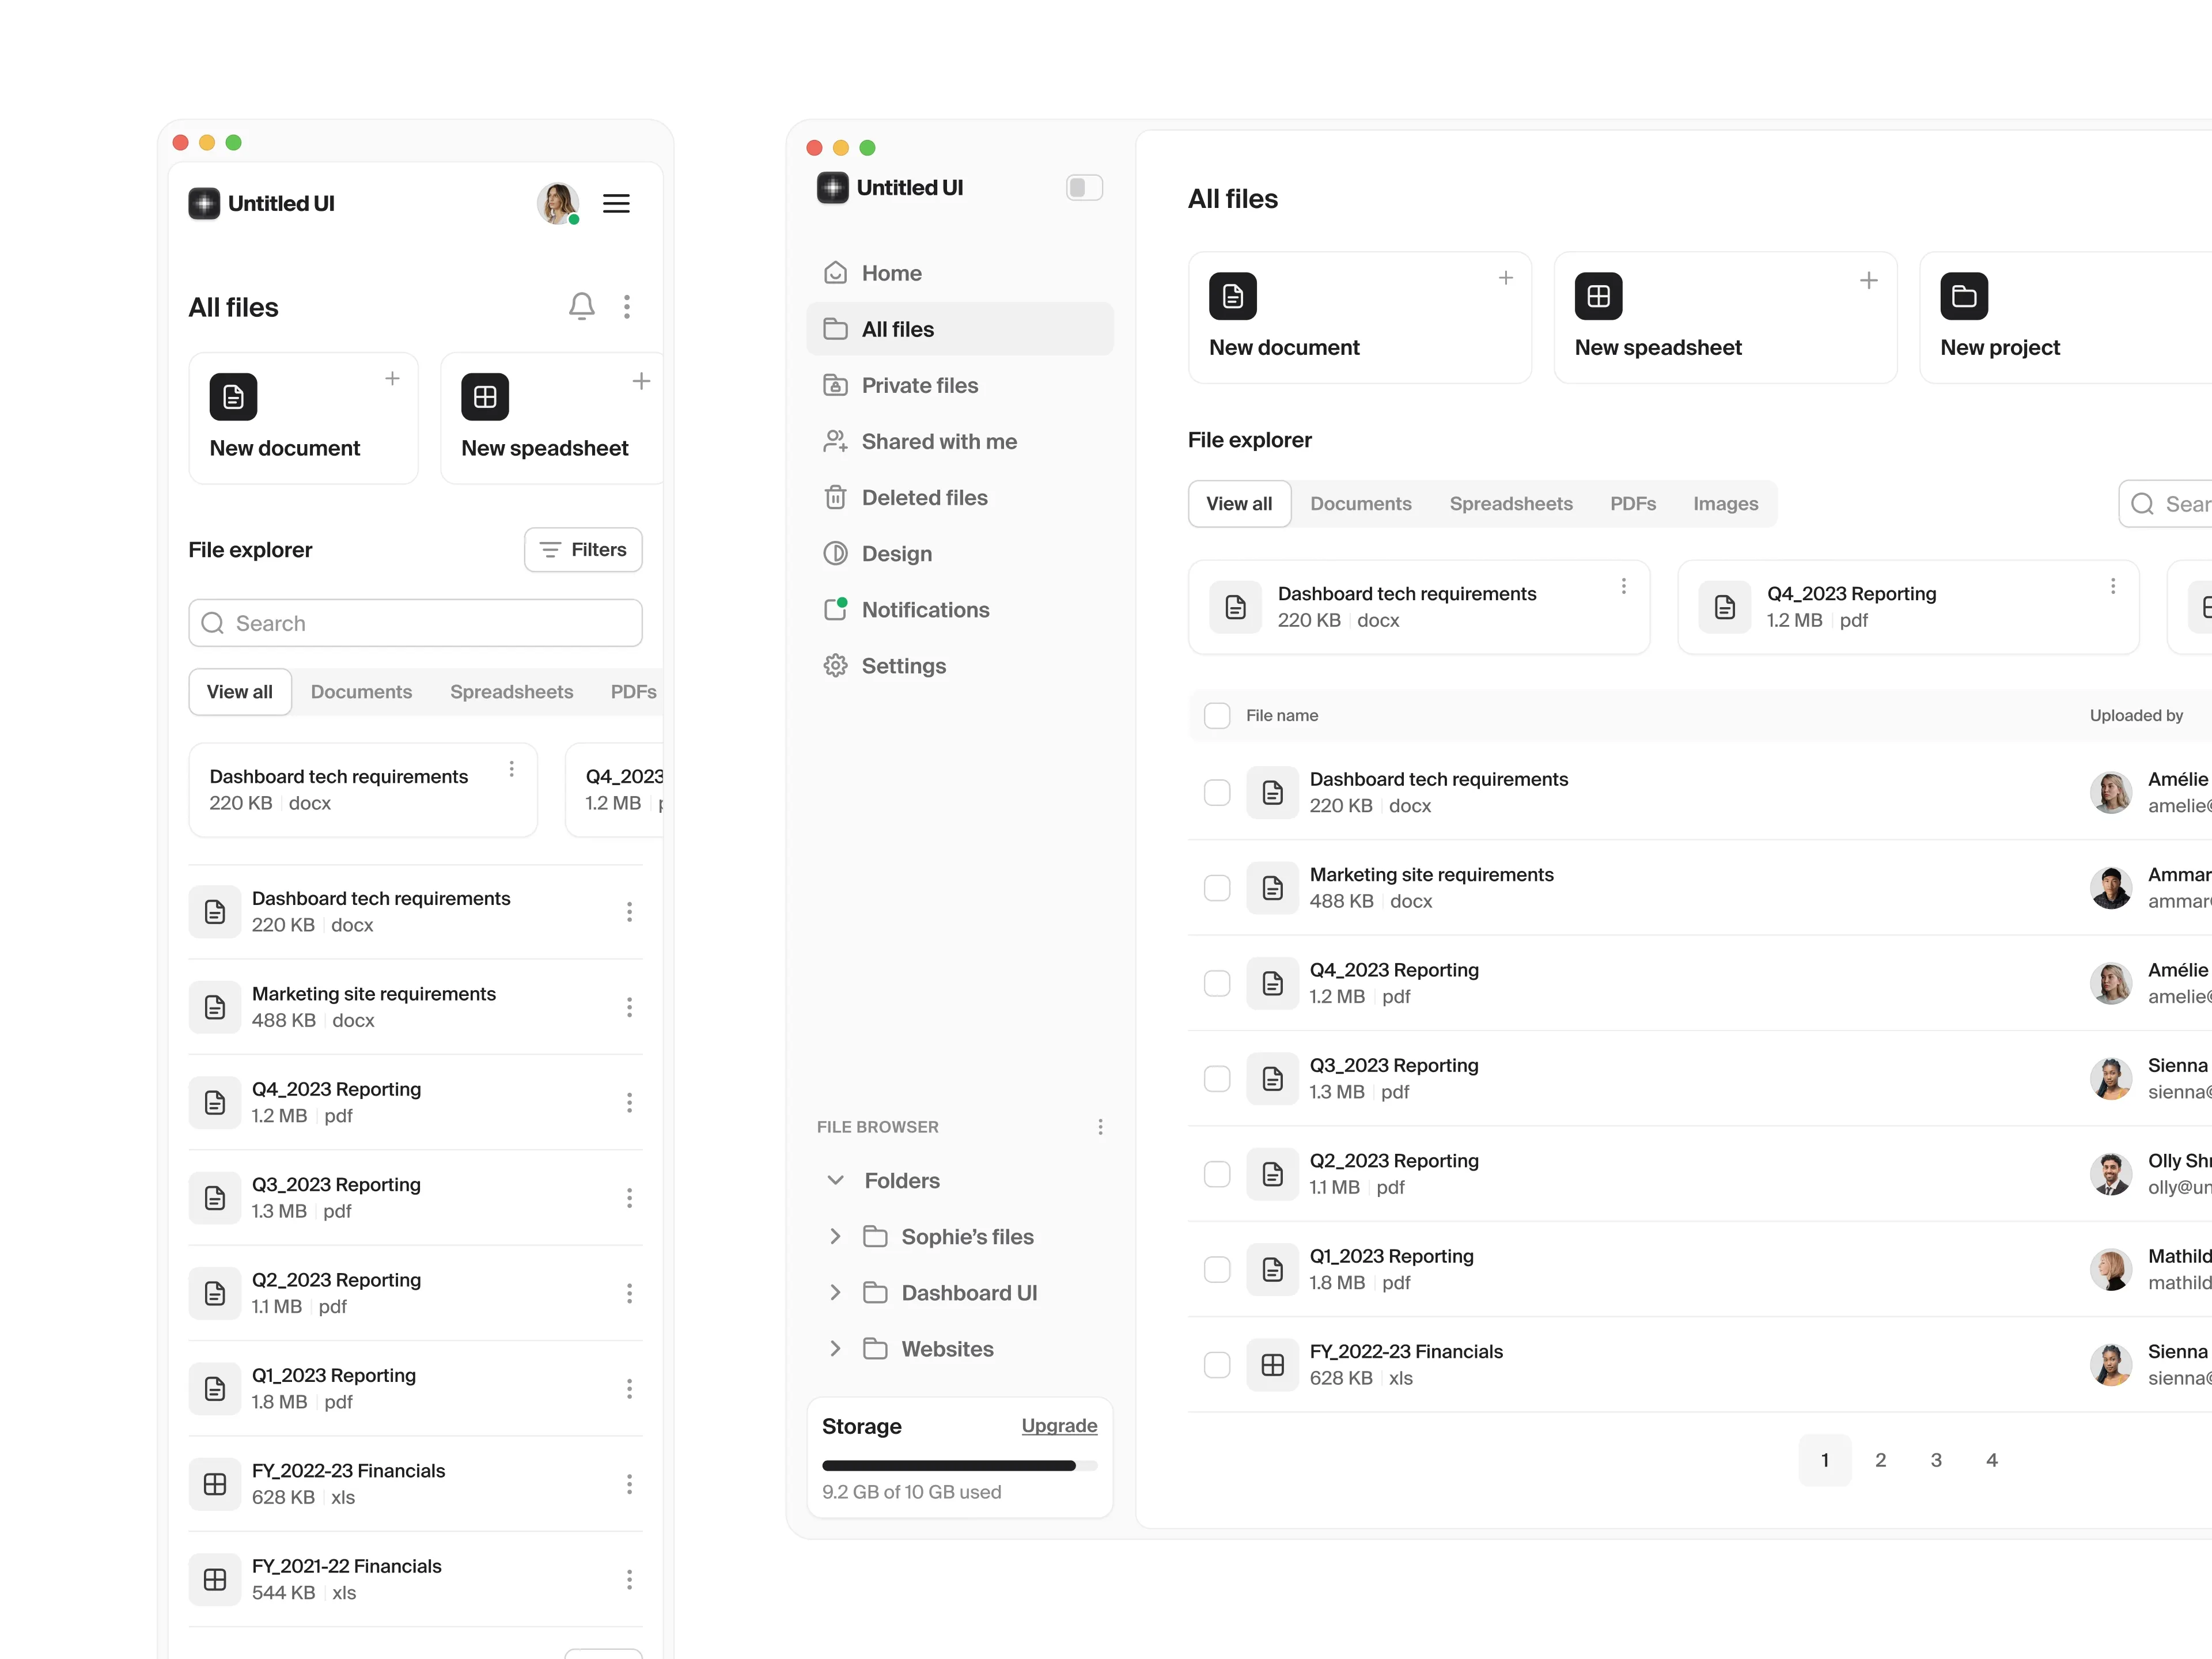 Untitled UI
All files
New document
New speadsheet
File explorer
Filters
Search
View all Documents Spreadsheets PDFs
Dashboard tech requirements
220 KB docx
Q4_2023
1.2 MB
Dashboard tech requirements
220 KB docx
Marketing site requirements
488 KB docx
Q4_2023 Reporting
1.2 MB pdf
Q3_2023 Reporting
1.3 MB pdf
Q2_2023 Reporting
1.1 MB pdf
Q1_2023 Reporting
1.8 MB pdf
FY_2022-23 Financials
628 KB xls
FY_2021-22 Financials
544 KB xls
Untitled UI
Home
All files
Private files
Shared with me
Deleted files
Design
Notifications
Settings
FILE BROWSER
Folders
Sophie’s files
Dashboard UI
Websites
Storage Upgrade
9.2 GB of 10 GB used
All files
New document
New speadsheet
New project
File explorer
View all Documents Spreadsheets PDFs Images
Dashboard tech requirements
220 KB docx
Q4_2023 Reporting
1.2 MB pdf
File name Uploaded by
Dashboard tech requirements Amélie
220 KB docx amelie@
Marketing site requirements Ammar
488 KB docx ammar@
Q4_2023 Reporting Amélie
1.2 MB pdf amelie@
Q3_2023 Reporting Sienna
1.3 MB pdf sienna@
Q2_2023 Reporting Olly
1.1 MB pdf olly@un
Q1_2023 Reporting Mathild
1.8 MB pdf mathild
FY_2022-23 Financials Sienna
628 KB xls sienna@
1 2 3 4